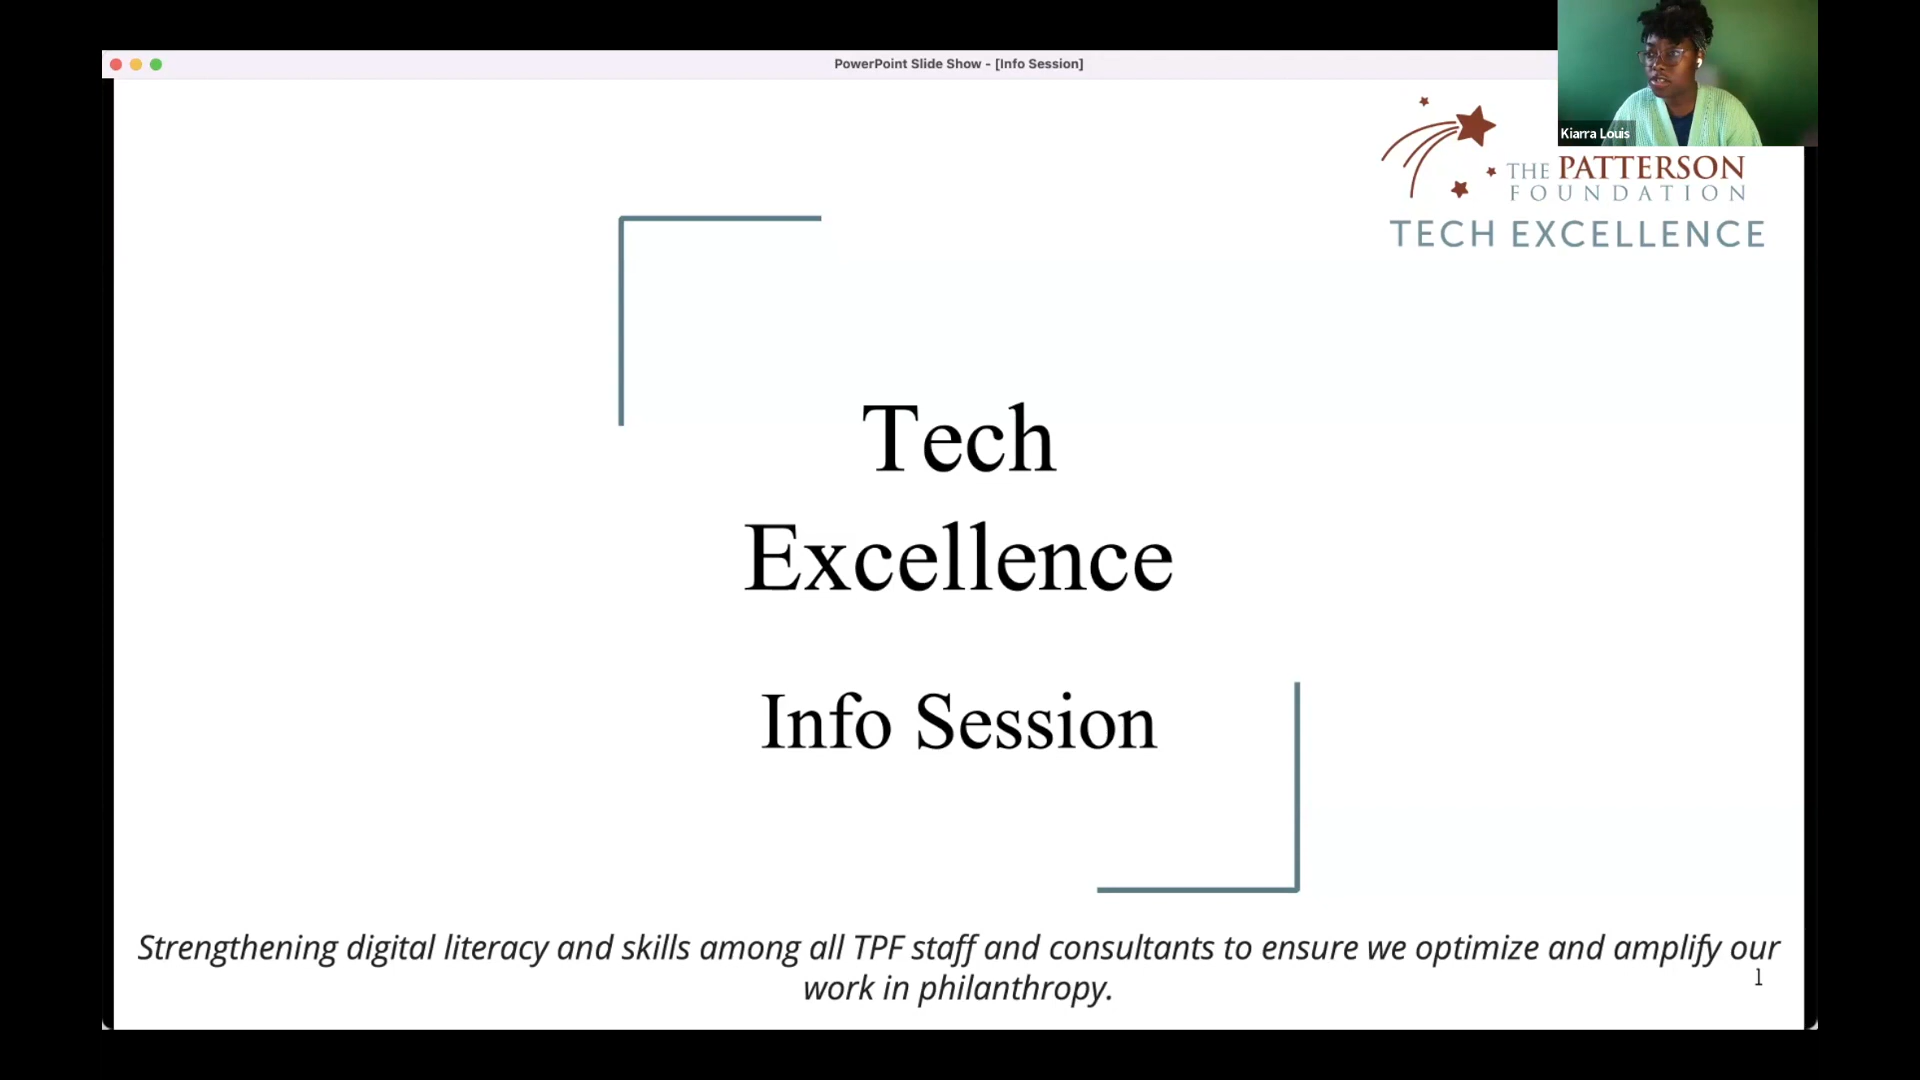 PowerPoint Slide Show - [Info Session]
Kiarra Louis
THE PATTERSON
FOUNDATION
TECH EXCELLENCE
Tech
Excellence
Info Session
Strengthening digital literacy and skills among all TPF staff and consultants to ensure we optimize and amplify our
work in philanthropy.
1